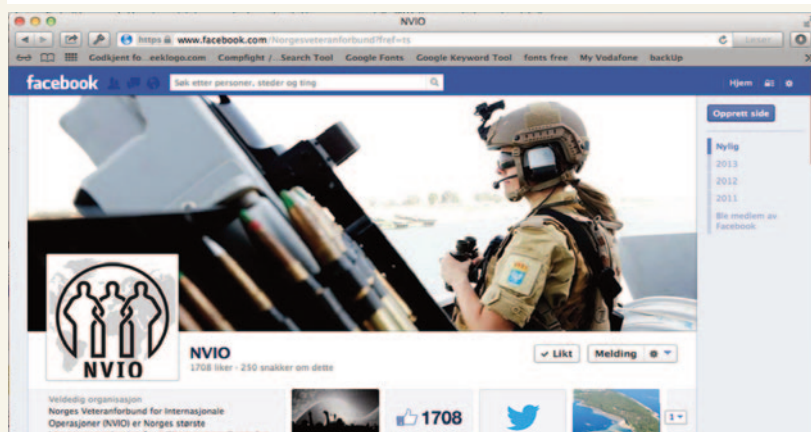 NVIO
https www.facebook.com/Norgesveteranforbund?fref=ts
Godkjent fo...eeklogo.com Compfight /...Search Tool Google Fonts Google Keyword Tool fonts free My Vodafone backUp
facebook Søk etter personer, steder og ting Hjem
Opprett side
Nylig
2013
2012
2011
Ble medlem av
Facebook
NVIO
NVIO
1708 liker · 250 snakker om dette
Likt Melding
Veldedig organisasjon
Norges Veteranforbund for Internasjonale
Operasjoner (NVIO) er Norges største
1708
1